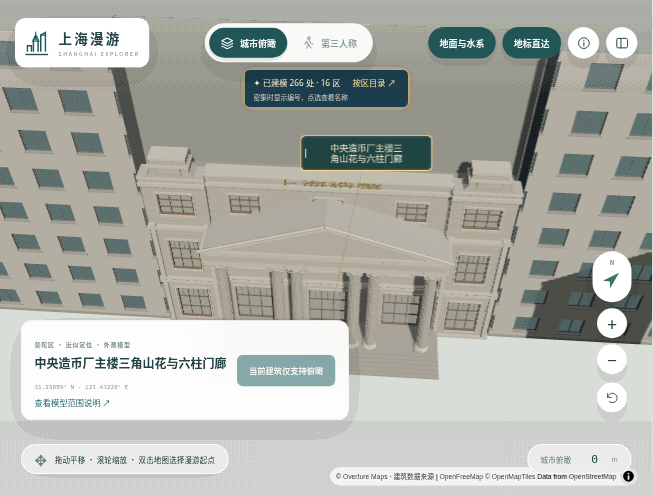 上海漫游
SHANGHAI EXPLORER
城市俯瞰
第三人称
地面与水系
地标直达
✦ 已建模 266 处 · 16 区 按区目录 ↗
密集时显示编号，点选查看名称
中央造币厂主楼三
角山花与六柱门廊
N
普陀区 · 近似定位 · 外观模型
中央造币厂主楼三角山花与六柱门廊
当前建筑仅支持俯瞰
查看模型范围说明 ↗
拖动平移 · 滚轮缩放 · 双击地图选择漫游起点
城市俯瞰 0 m
© Overture Maps · 建筑数据来源 | OpenFreeMap © OpenMapTiles Data from OpenStreetMap